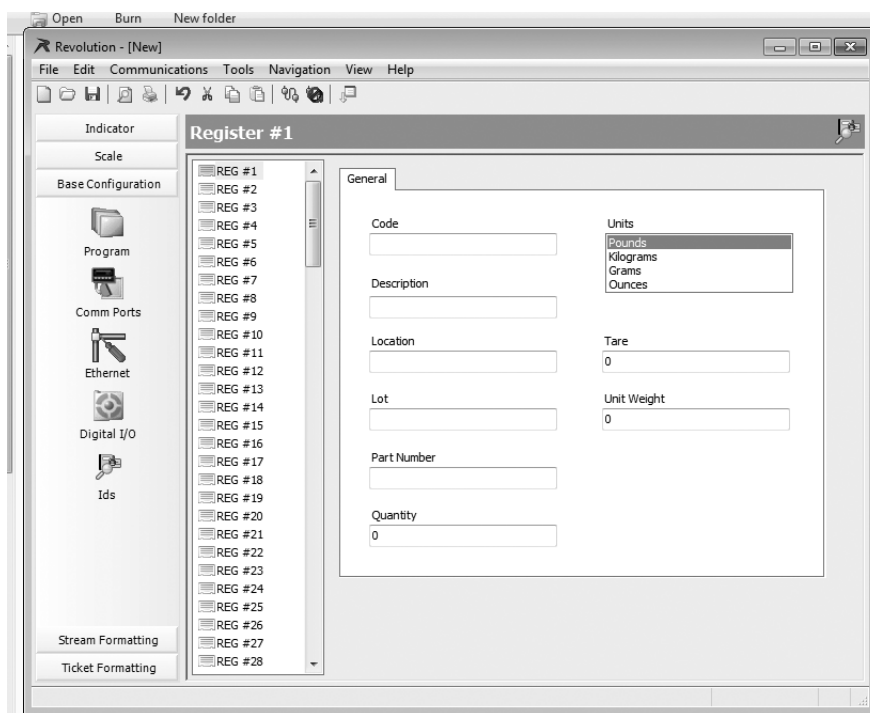 Open Burn New folder
Revolution - [New]
File Edit Communications Tools Navigation View Help
Indicator
Scale
Base Configuration
Program
Comm Ports
Ethernet
Digital I/O
Ids
Stream Formatting
Ticket Formatting
Register #1
REG #1
REG #2
REG #3
REG #4
REG #5
REG #6
REG #7
REG #8
REG #9
REG #10
REG #11
REG #12
REG #13
REG #14
REG #15
REG #16
REG #17
REG #18
REG #19
REG #20
REG #21
REG #22
REG #23
REG #24
REG #25
REG #26
REG #27
REG #28
General
Code
Description
Location
Lot
Part Number
Quantity
0
Units
Pounds
Kilograms
Grams
Ounces
Tare
0
Unit Weight
0